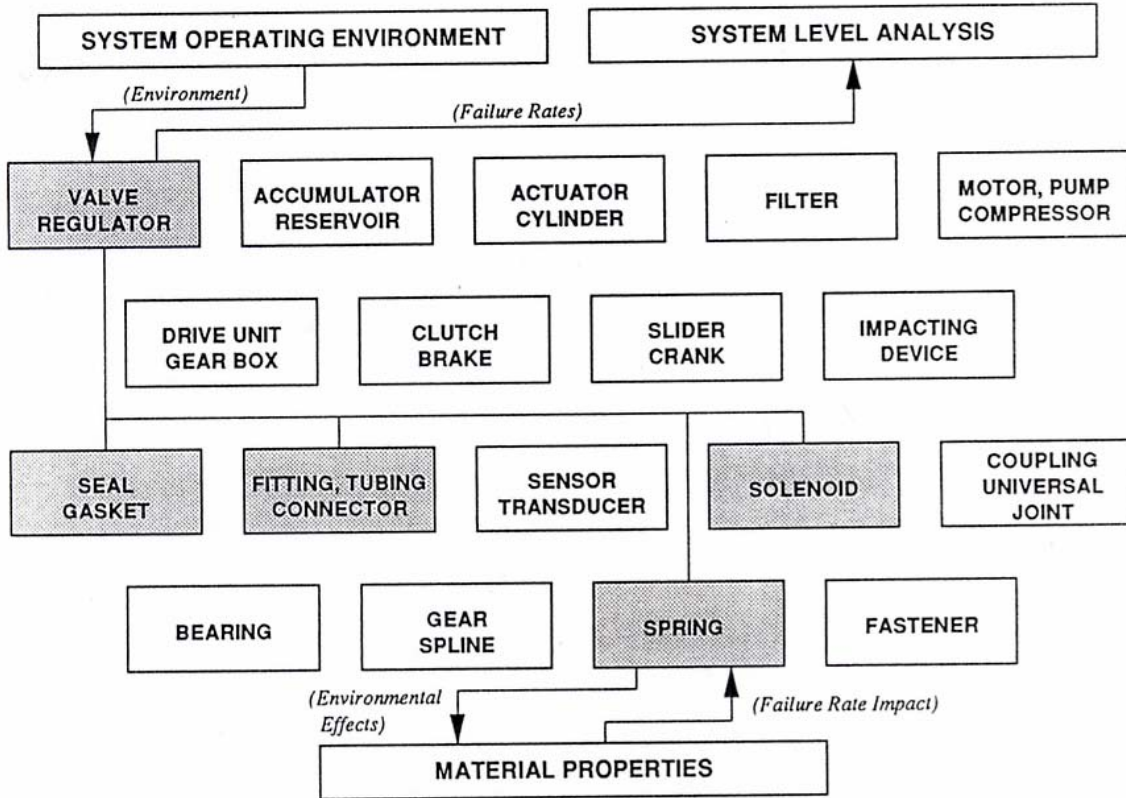 SYSTEM OPERATING ENVIRONMENT
SYSTEM LEVEL ANALYSIS
(Environment)
(Failure Rates)
VALVE
REGULATOR
ACCUMULATOR
RESERVOIR
ACTUATOR
CYLINDER
FILTER
MOTOR, PUMP
COMPRESSOR
DRIVE UNIT
GEAR BOX
CLUTCH
BRAKE
SLIDER
CRANK
IMPACTING
DEVICE
SEAL
GASKET
FITTING, TUBING
CONNECTOR
SENSOR
TRANSDUCER
SOLENOID
COUPLING
UNIVERSAL
JOINT
BEARING
GEAR
SPLINE
SPRING
FASTENER
(Environmental
Effects)
(Failure Rate Impact)
MATERIAL PROPERTIES